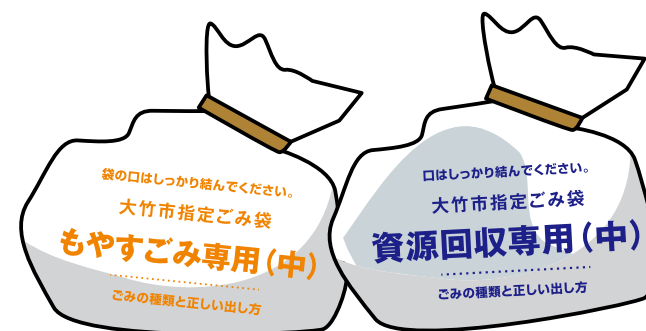 袋の口はしっかり結んでください。
大竹市指定ごみ袋
もやすごみ専用(中)
ごみの種類と正しい出し方
口はしっかり結んでください。
大竹市指定ごみ袋
資源回収専用(中)
ごみの種類と正しい出し方